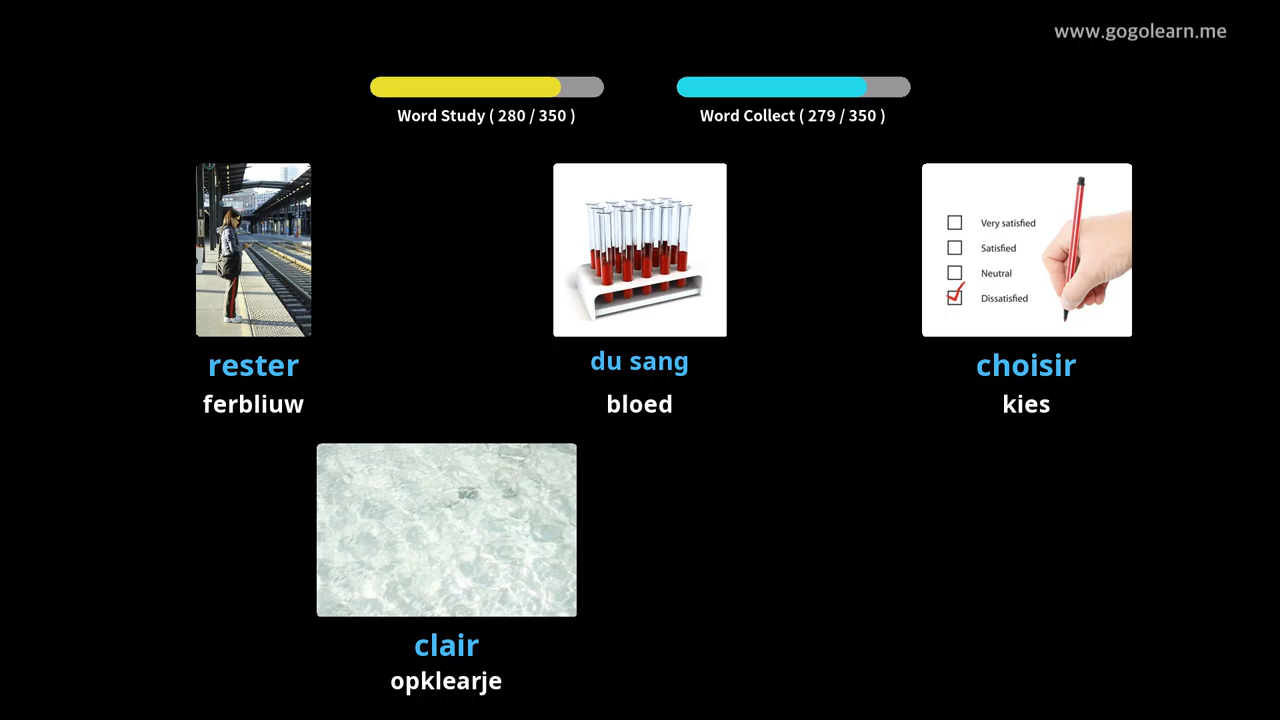 www.gogolearn.me
Word Study ( 280 / 350 )
Word Collect ( 279 / 350 )
Very satisfied
Satisfied
Neutral
Dissatisfied
rester
du sang
choisir
ferbliuw
bloed
kies
clair
opklearje